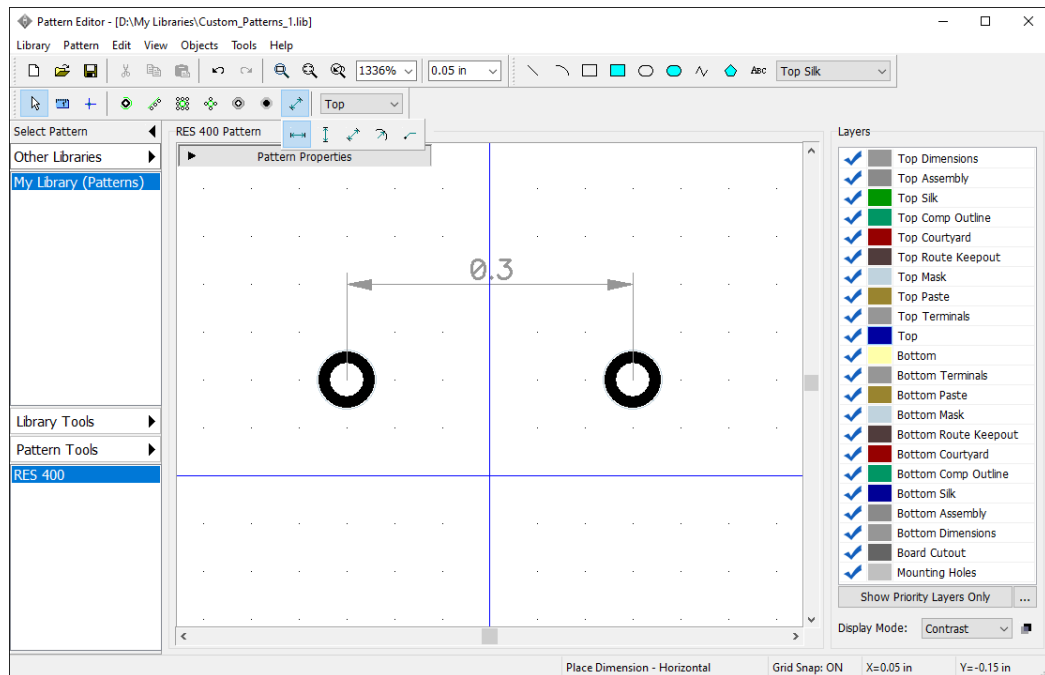 Pattern Editor - [D:\My Libraries\Custom_Patterns_1.lib]
Library Pattern Edit View Objects Tools Help
1336% 0.05 in ABC Top Silk
Top
Select Pattern
RES 400 Pattern
Layers
Other Libraries
Pattern Properties
My Library (Patterns)
0.3
Library Tools
Pattern Tools
RES 400
Top Dimensions
Top Assembly
Top Silk
Top Comp Outline
Top Courtyard
Top Route Keepout
Top Mask
Top Paste
Top Terminals
Top
Bottom
Bottom Terminals
Bottom Paste
Bottom Mask
Bottom Route Keepout
Bottom Courtyard
Bottom Comp Outline
Bottom Silk
Bottom Assembly
Bottom Dimensions
Board Cutout
Mounting Holes
Show Priority Layers Only ...
Display Mode: Contrast
Place Dimension - Horizontal Grid Snap: ON X=0.05 in Y=-0.15 in